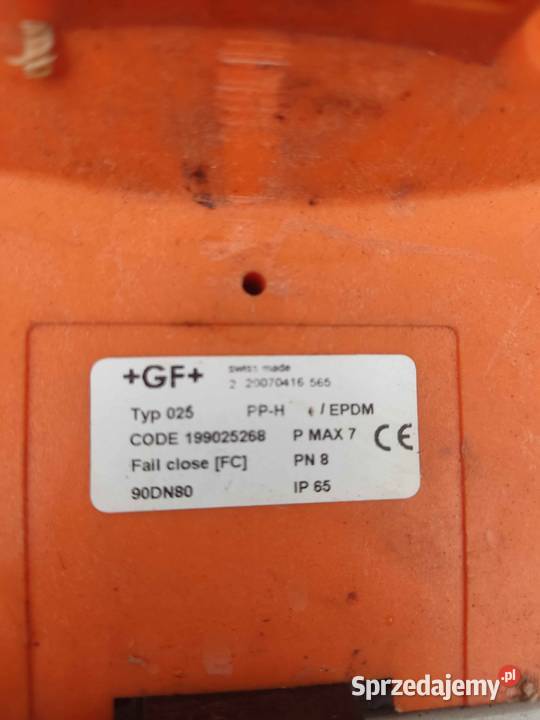 +GF+ swiss made
2 20070416 565
Typ 025 PP-H / EPDM
CODE 199025268 P MAX 7 CE
Fail close [FC] PN 8
90DN80 IP 65
Sprzedajemy.pl